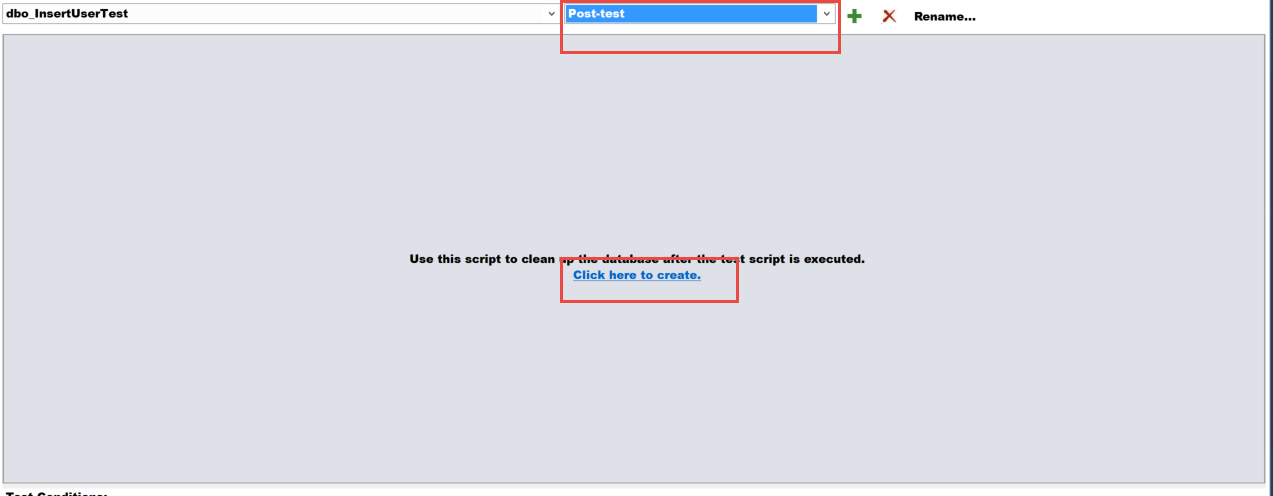 dbo_InsertUserTest
Post-test
Rename...
Use this script to clean up the database after the test script is executed.
Click here to create.
Test Conditions: